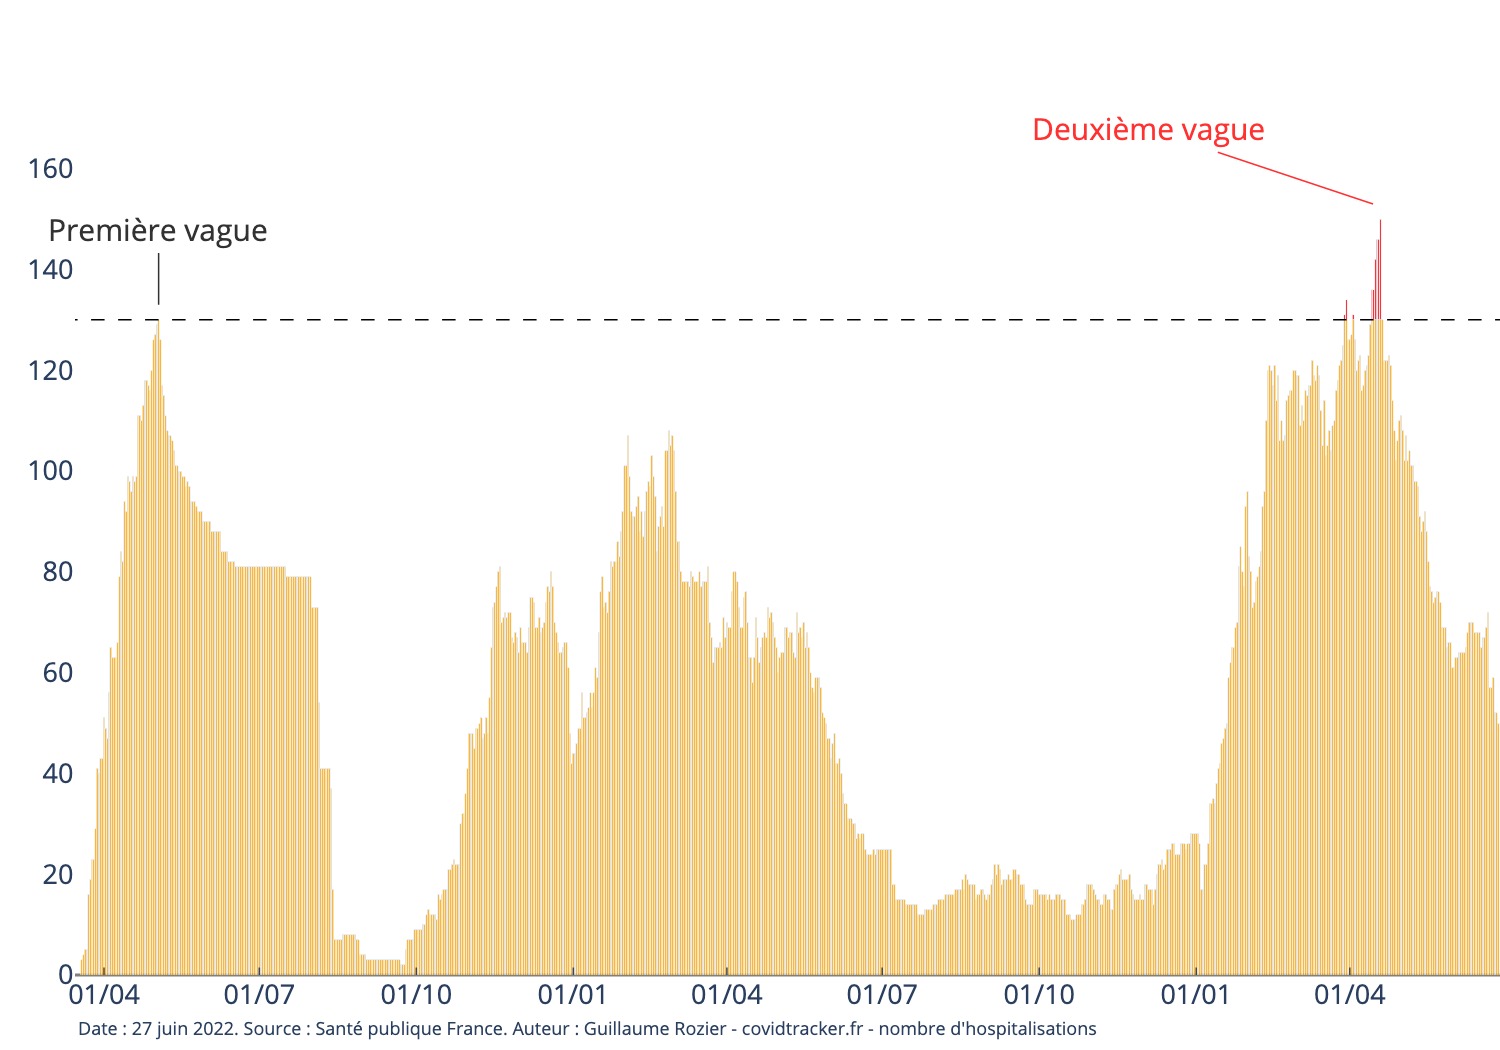 Deuxième vague
160
Première vague
140
120
100
80
60
40
20
0
01/04 01/07 01/10 01/01 01/04 01/07 01/10 01/01 01/04
Date : 27 juin 2022. Source : Santé publique France. Auteur : Guillaume Rozier - covidtracker.fr - nombre d'hospitalisations